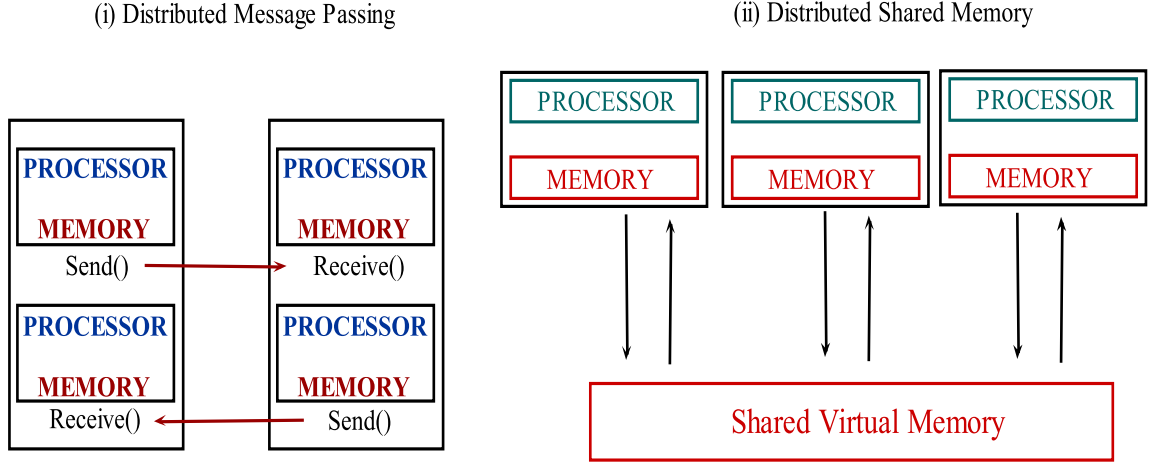 (i) Distributed Message Passing
PROCESSOR
MEMORY
Send()
PROCESSOR
MEMORY
Receive()
PROCESSOR
MEMORY
Receive()
PROCESSOR
MEMORY
Send()
(ii) Distributed Shared Memory
PROCESSOR
MEMORY
PROCESSOR
MEMORY
PROCESSOR
MEMORY
Shared Virtual Memory